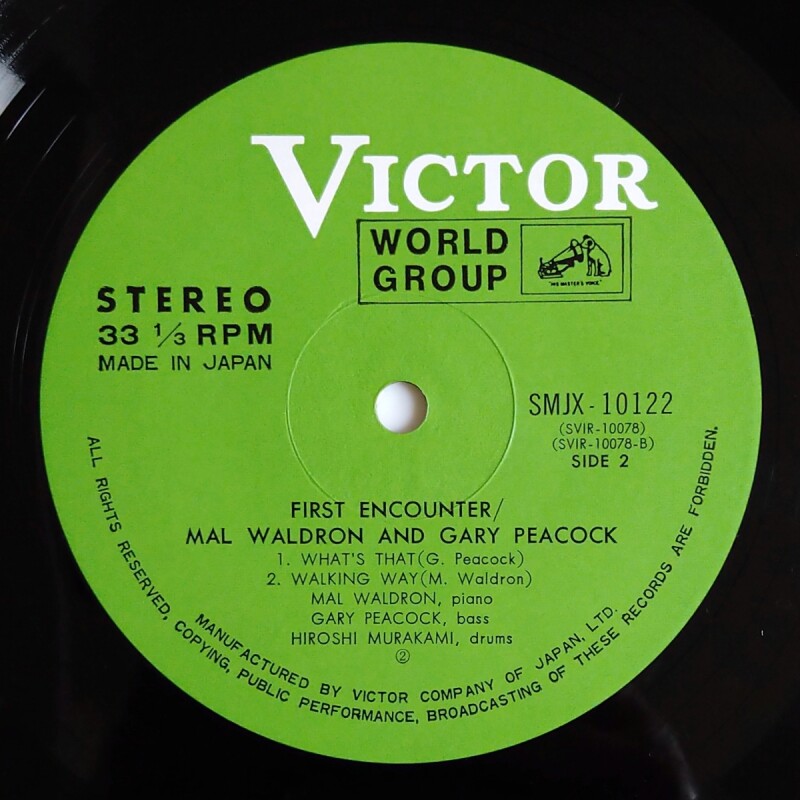 VICTOR
WORLD
GROUP
"HIS MASTER'S VOICE"
STEREO
33 1/3 RPM
MADE IN JAPAN
SMJX-10122
(SVIR-10078)
(SVIR-10078-B)
SIDE 2
FIRST ENCOUNTER/
MAL WALDRON AND GARY PEACOCK
1. WHAT'S THAT(G. Peacock)
2. WALKING WAY(M. Waldron)
MAL WALDRON, piano
GARY PEACOCK, bass
HIROSHI MURAKAMI, drums
②
MANUFACTURED BY VICTOR COMPANY OF JAPAN, LTD.
ALL RIGHTS RESERVED, COPYING, PUBLIC PERFORMANCE, BROADCASTING OF THESE RECORDS ARE FORBIDDEN.